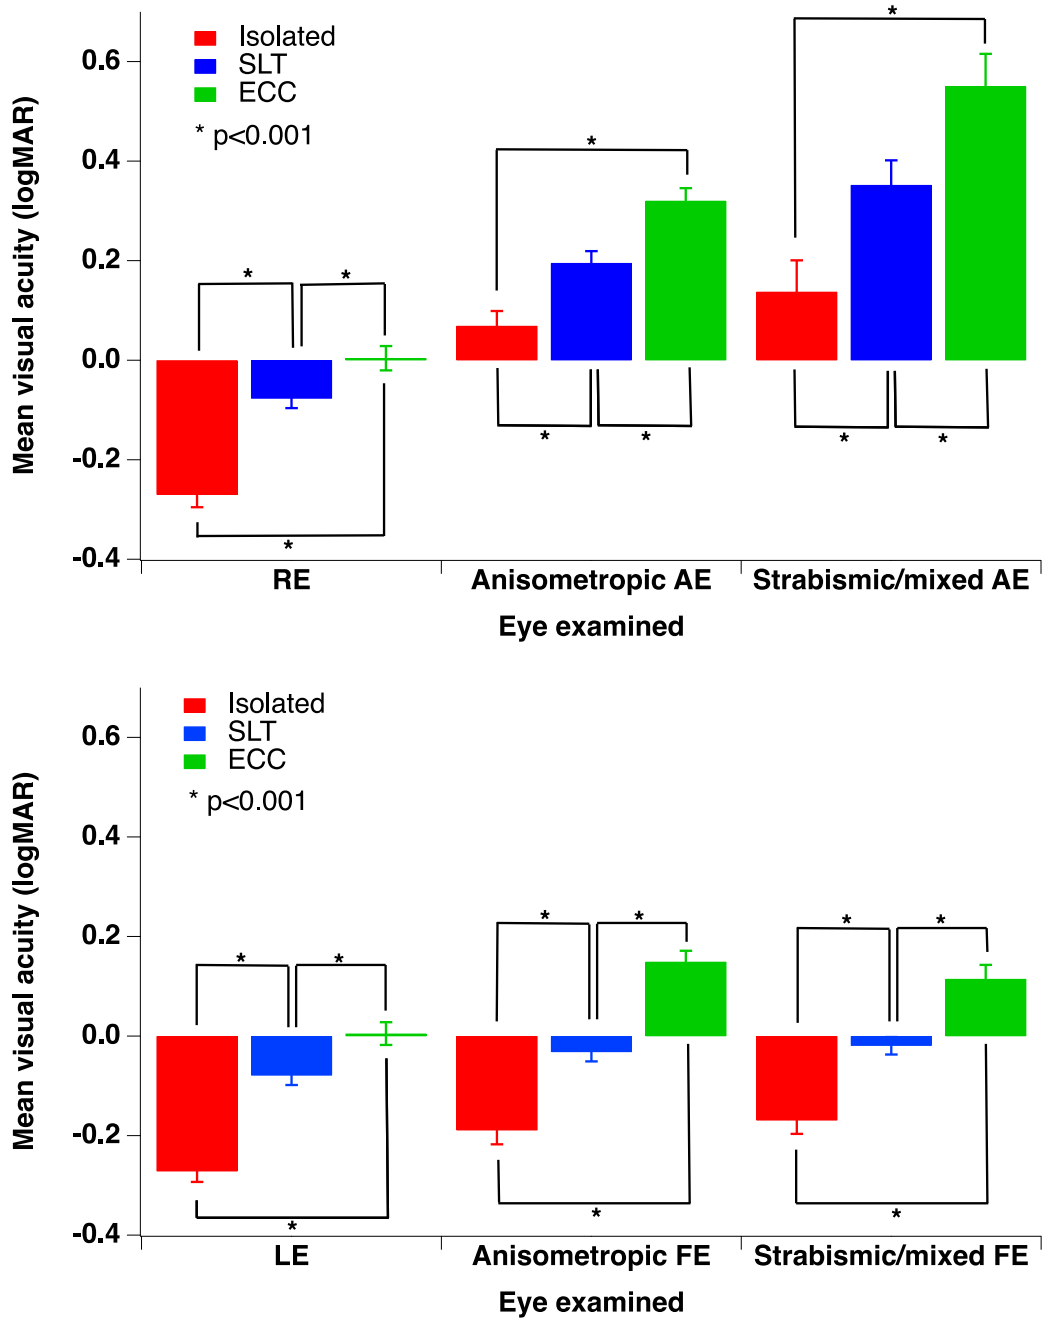 Isolated
SLT
ECC
* p<0.001
Mean visual acuity (logMAR)
0.6
0.4
0.2
0.0
-0.2
-0.4
* * * * * * * * *
RE Anisometropic AE Strabismic/mixed AE
Eye examined
Isolated
SLT
ECC
* p<0.001
Mean visual acuity (logMAR)
0.6
0.4
0.2
0.0
-0.2
-0.4
* * * * * * * * *
LE Anisometropic FE Strabismic/mixed FE
Eye examined